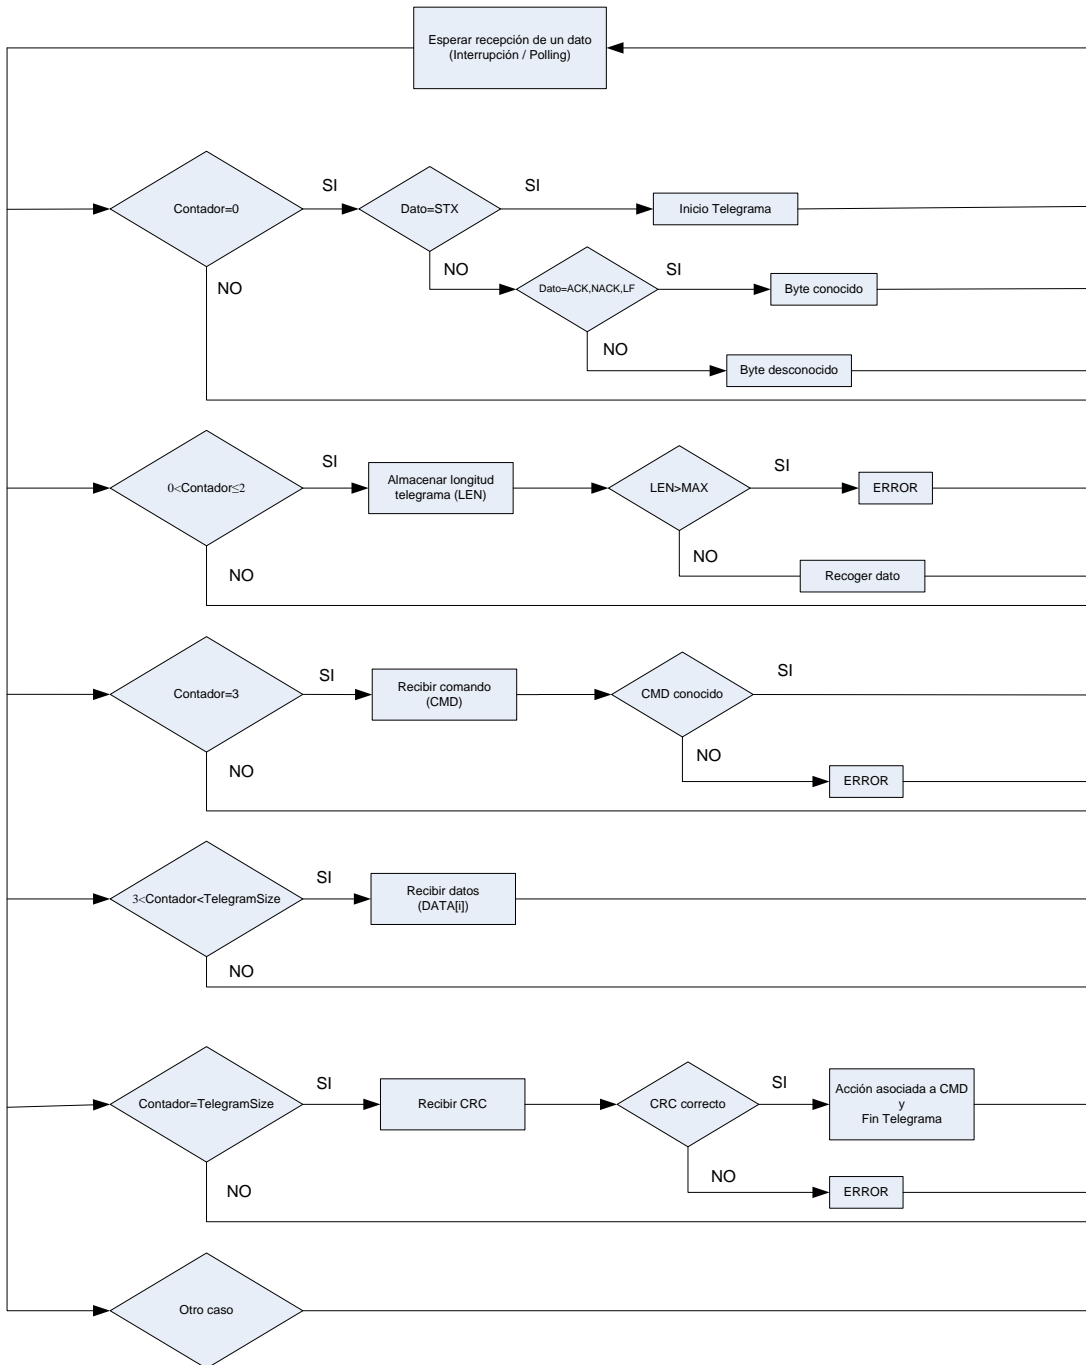 Esperar recepción de un dato
(Interrupción / Polling)
Contador=0
SI
Dato=STX
SI
Inicio Telegrama
NO
NO
Dato=ACK,NACK,LF
SI
Byte conocido
NO
Byte desconocido
0<Contador≤2
SI
Almacenar longitud
telegrama (LEN)
LEN>MAX
SI
ERROR
NO
NO
Recoger dato
Contador=3
SI
Recibir comando
(CMD)
CMD conocido
SI
NO
NO
ERROR
3<Contador<TelegramSize
SI
Recibir datos
(DATA[i])
NO
Contador=TelegramSize
SI
Recibir CRC
CRC correcto
SI
Acción asociada a CMD
y
Fin Telegrama
NO
NO
ERROR
Otro caso